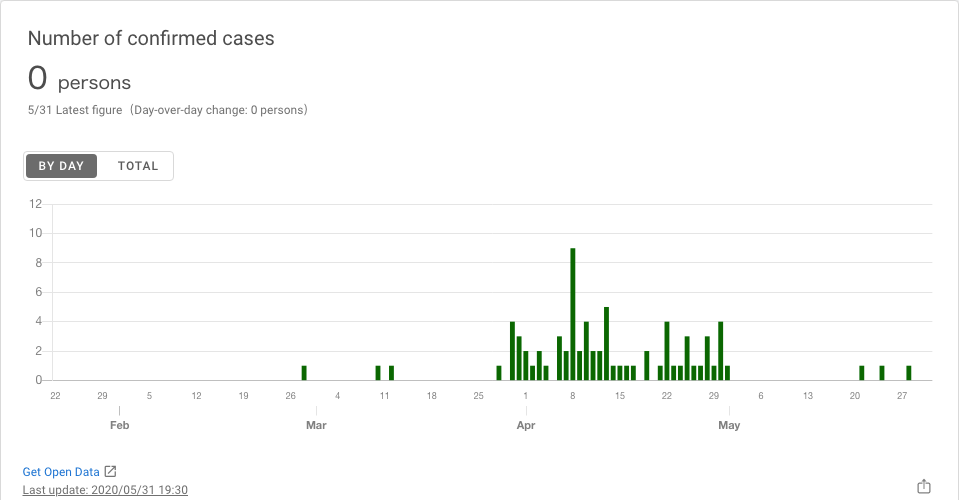 Number of confirmed cases
0 persons
5/31 Latest figure（Day-over-day change: 0 persons）
BY DAY TOTAL
12
10
8
6
4
2
0
22 29 5 12 19 26 4 11 18 25 1 8 15 22 29 6 13 20 27
Feb Mar Apr May
Get Open Data
Last update: 2020/05/31 19:30